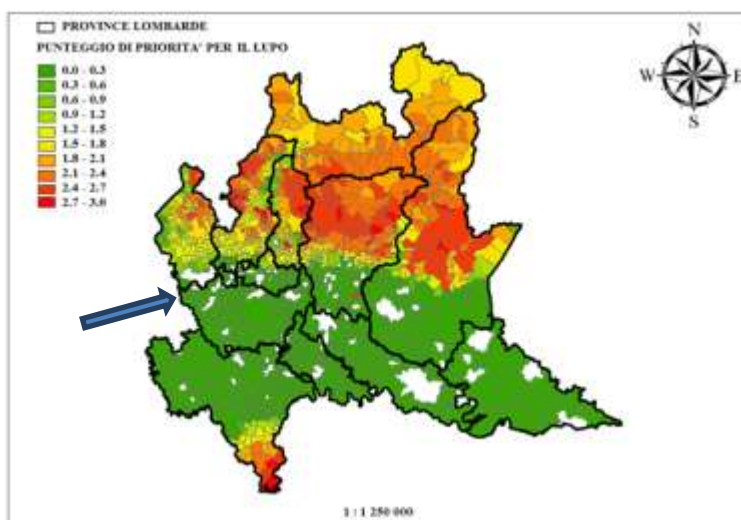 PROVINCE LOMBARDE
PUNTEGGIO DI PRIORITA' PER IL LUPO
0.0 - 0.3
0.3 - 0.6
0.6 - 0.9
0.9 - 1.2
1.2 - 1.5
1.5 - 1.8
1.8 - 2.1
2.1 - 2.4
2.4 - 2.7
2.7 - 3.0
N
W E
S
1 : 1 250 000